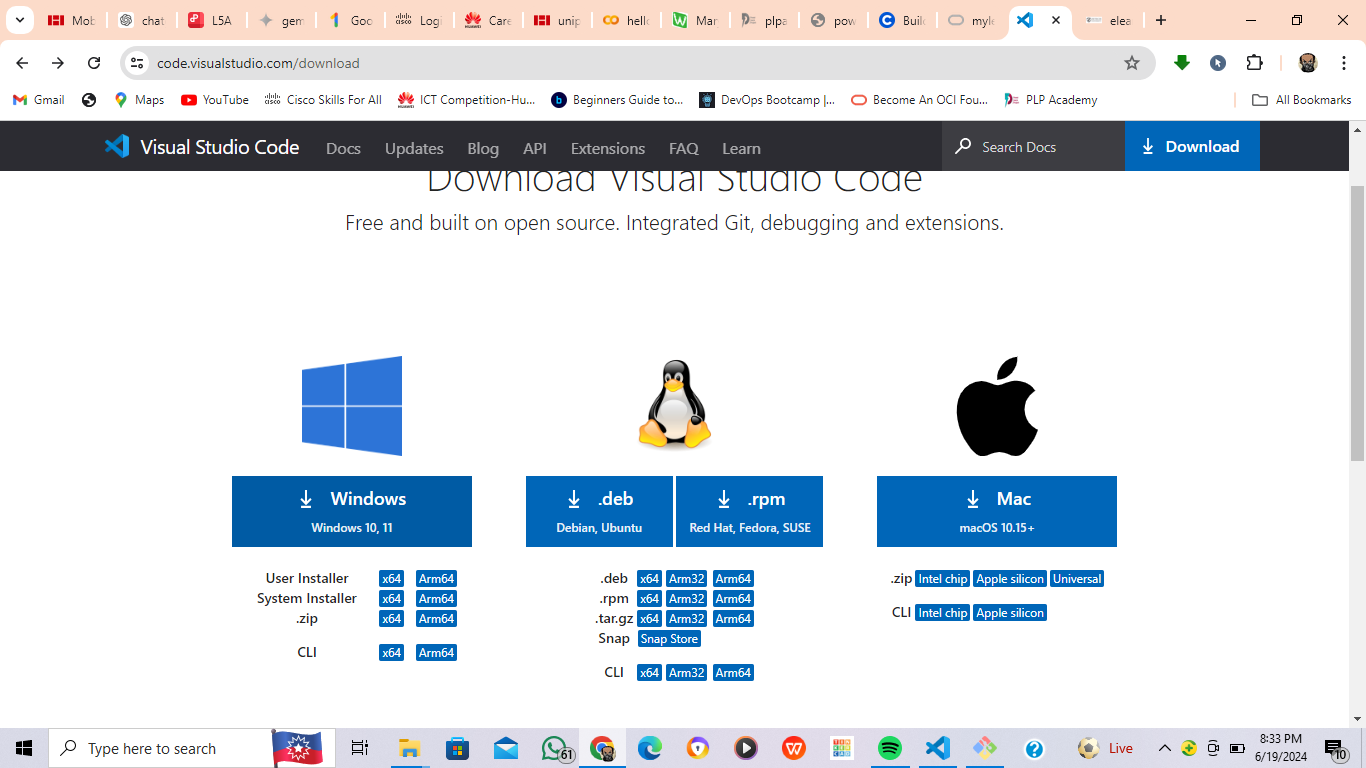 Mob
chat
L5A
gem
Goo
Logi
Care
unip
hello
Mar
plpa
pow
Buil
myle
elea
code.visualstudio.com/download
Gmail
Maps
YouTube
Cisco Skills For All
ICT Competition-Hu...
Beginners Guide to...
DevOps Bootcamp |...
Become An OCI Fou...
PLP Academy
All Bookmarks
Visual Studio Code
Docs
Updates
Blog
API
Extensions
FAQ
Learn
Search Docs
Download
Download Visual Studio Code
Free and built on open source. Integrated Git, debugging and extensions.
Windows
Windows 10, 11
User Installer x64 Arm64
System Installer x64 Arm64
.zip x64 Arm64
CLI x64 Arm64
.deb
Debian, Ubuntu
.rpm
Red Hat, Fedora, SUSE
.deb x64 Arm32 Arm64
.rpm x64 Arm32 Arm64
.tar.gz x64 Arm32 Arm64
Snap Snap Store
CLI x64 Arm32 Arm64
Mac
macOS 10.15+
.zip Intel chip Apple silicon Universal
CLI Intel chip Apple silicon
Type here to search
61
Live
8:33 PM
6/19/2024
10